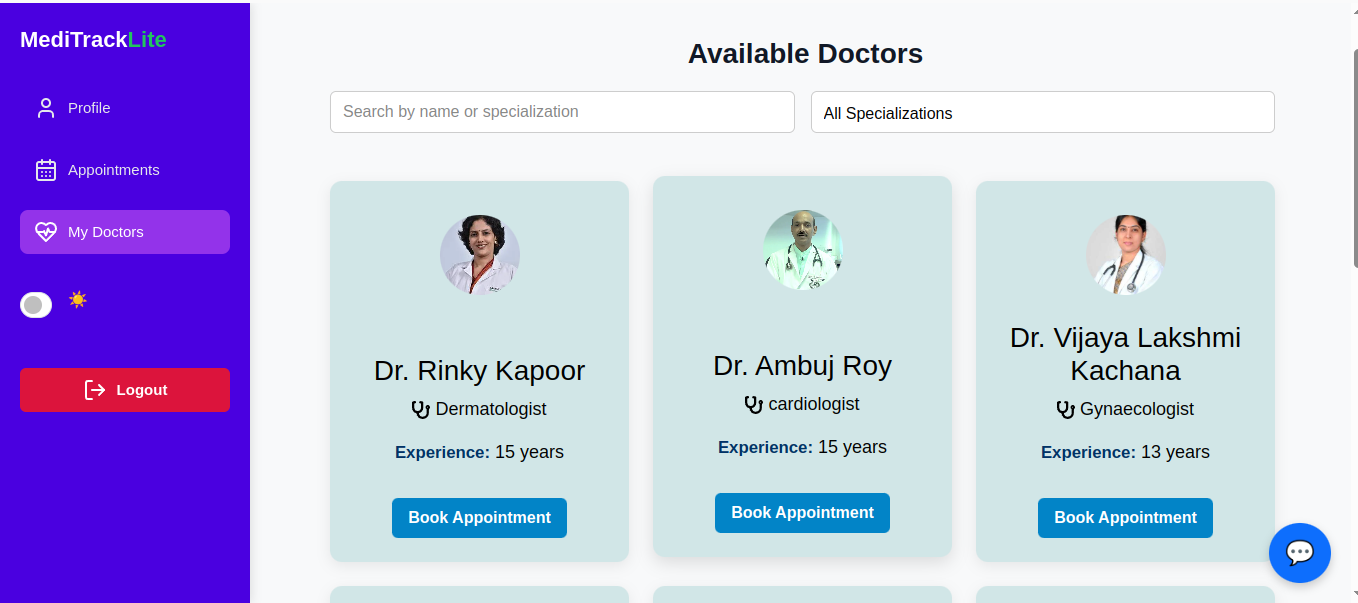 MediTrackLite
Profile
Appointments
My Doctors
Logout
Available Doctors
Search by name or specialization
All Specializations
Dr. Rinky Kapoor
Dermatologist
Experience: 15 years
Book Appointment
Dr. Ambuj Roy
cardiologist
Experience: 15 years
Book Appointment
Dr. Vijaya Lakshmi
Kachana
Gynaecologist
Experience: 13 years
Book Appointment